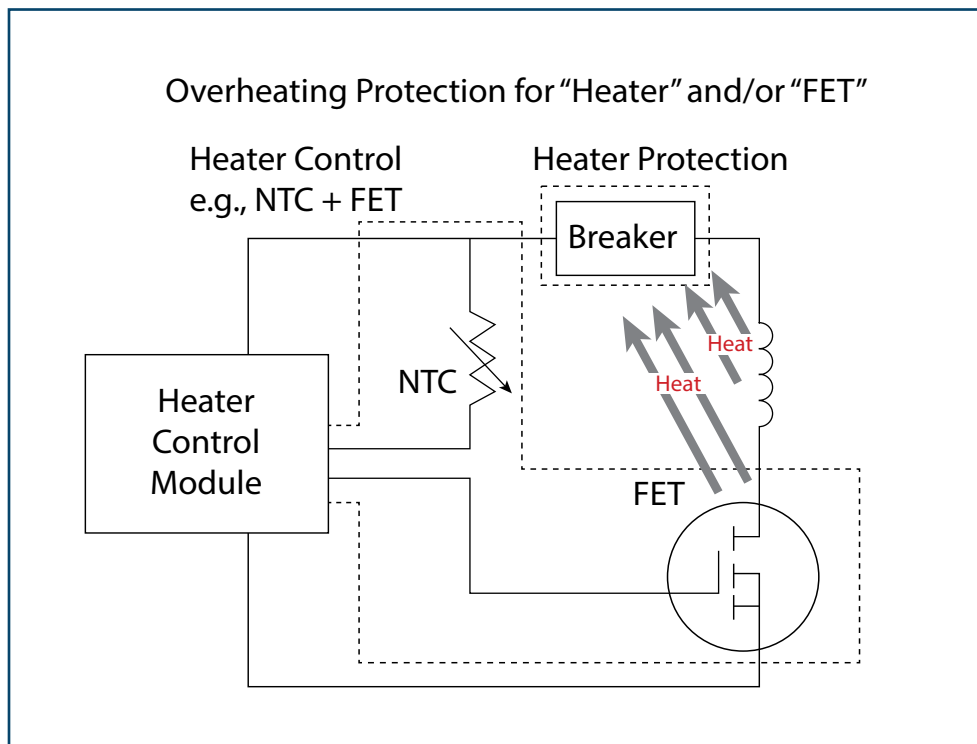 Overheating Protection for “Heater” and/or “FET”
Heater Control
e.g., NTC + FET
Heater Protection
Breaker
Heat
Heat
NTC
Heater
Control
Module
FET